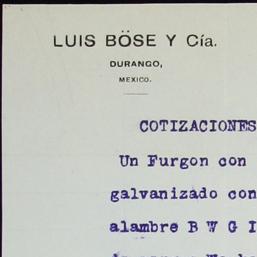 LUIS BÖSE Y Cía.
DURANGO,
MEXICO.
COTIZACIONES
Un Furgon con
galvanizado con
alambre B W G I